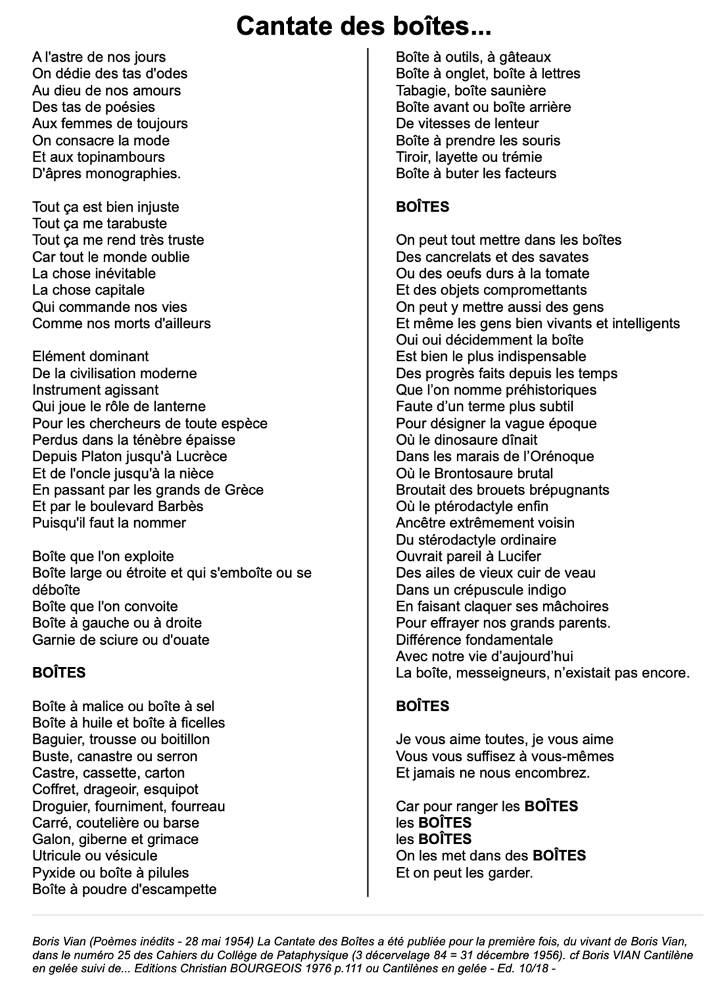 Cantate des boîtes...
A l'astre de nos jours
On dédie des tas d'odes
Au dieu de nos amours
Des tas de poésies
Aux femmes de toujours
On consacre la mode
Et aux topinambours
D'âpres monographies.
Tout ça est bien injuste
Tout ça me tarabuste
Tout ça me rend très truste
Car tout le monde oublie
La chose inévitable
La chose capitale
Qui commande nos vies
Comme nos morts d'ailleurs
Elément dominant
De la civilisation moderne
Instrument agissant
Qui joue le rôle de lanterne
Pour les chercheurs de toute espèce
Perdus dans la ténèbre épaisse
Depuis Platon jusqu'à Lucrèce
Et de l'oncle jusqu'à la nièce
En passant par les grands de Grèce
Et par le boulevard Barbès
Puisqu'il faut la nommer
Boîte que l'on exploite
Boîte large ou étroite et qui s'emboîte ou se
déboîte
Boîte que l'on convoite
Boîte à gauche ou à droite
Garnie de sciure ou d'ouate
BOÎTES
Boîte à malice ou boîte à sel
Boîte à huile et boîte à ficelles
Baguier, trousse ou boitillon
Buste, canastre ou serron
Castre, cassette, carton
Coffret, drageoir, esquipot
Droguier, fourniment, fourreau
Carré, coutelière ou barse
Galon, giberne et grimace
Utricule ou vésicule
Pyxide ou boîte à pilules
Boîte à poudre d'escampette
Boîte à outils, à gâteaux
Boîte à onglet, boîte à lettres
Tabagie, boîte saunière
Boîte avant ou boîte arrière
De vitesses de lenteur
Boîte à prendre les souris
Tiroir, layette ou trémie
Boîte à buter les facteurs
BOÎTES
On peut tout mettre dans les boîtes
Des cancrelats et des savates
Ou des oeufs durs à la tomate
Et des objets compromettants
On peut y mettre aussi des gens
Et même les gens bien vivants et intelligents
Oui oui décidemment la boîte
Est bien le plus indispensable
Des progrès faits depuis les temps
Que l’on nomme préhistoriques
Faute d’un terme plus subtil
Pour désigner la vague époque
Où le dinosaure dînait
Dans les marais de l’Orénoque
Où le Brontosaure brutal
Broutait des brouets brépugnants
Où le ptérodactyle enfin
Ancêtre extrêmement voisin
Du stérodactyle ordinaire
Ouvrait pareil à Lucifer
Des ailes de vieux cuir de veau
Dans un crépuscule indigo
En faisant claquer ses mâchoires
Pour effrayer nos grands parents.
Différence fondamentale
Avec notre vie d’aujourd’hui
La boîte, messeigneurs, n’existait pas encore.
BOÎTES
Je vous aime toutes, je vous aime
Vous vous suffisez à vous-mêmes
Et jamais ne nous encombrez.
Car pour ranger les BOÎTES
les BOÎTES
les BOÎTES
On les met dans des BOÎTES
Et on peut les garder.
Boris Vian (Poèmes inédits - 28 mai 1954) La Cantate des Boîtes a été publiée pour la première fois, du vivant de Boris Vian,
dans le numéro 25 des Cahiers du Collège de Pataphysique (3 décervelage 84 = 31 décembre 1956). cf Boris VIAN Cantilène
en gelée suivi de... Editions Christian BOURGEOIS 1976 p.111 ou Cantilènes en gelée - Ed. 10/18 -